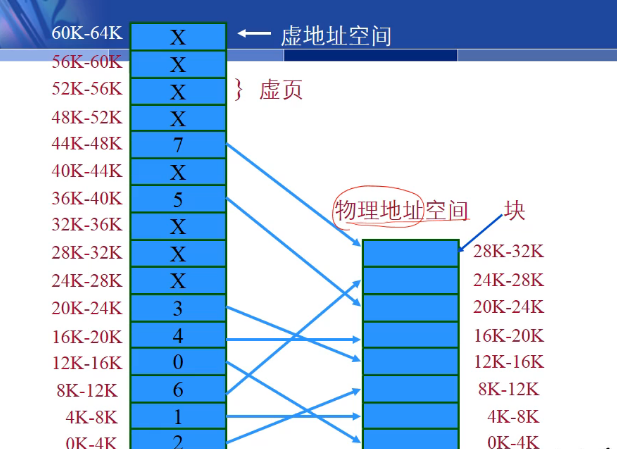 60K-64K X 虚地址空间
56K-60K X
52K-56K X } 虚页
48K-52K X
44K-48K 7
40K-44K X
36K-40K 5
32K-36K X
28K-32K X
24K-28K X
20K-24K 3
16K-20K 4
12K-16K 0
8K-12K 6
4K-8K 1
0K-4K 2
物理地址空间 块
28K-32K
24K-28K
20K-24K
16K-20K
12K-16K
8K-12K
4K-8K
0K-4K